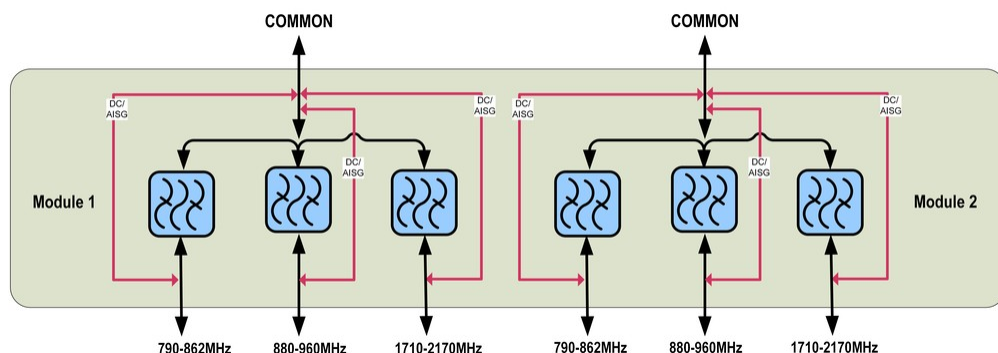 COMMON
COMMON
DC/
AISG
DC/
AISG
DC/
AISG
DC/
AISG
DC/
AISG
DC/
AISG
Module 1
Module 2
790-862MHz
880-960MHz
1710-2170MHz
790-862MHz
880-960MHz
1710-2170MHz